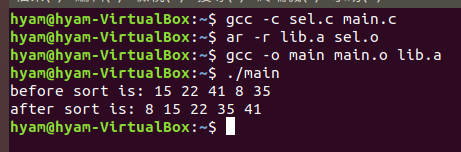 hyam@hyam-VirtualBox:~$ gcc -c sel.c main.c
hyam@hyam-VirtualBox:~$ ar -r lib.a sel.o
hyam@hyam-VirtualBox:~$ gcc -o main main.o lib.a
hyam@hyam-VirtualBox:~$ ./main
before sort is: 15 22 41 8 35
after sort is: 8 15 22 35 41
hyam@hyam-VirtualBox:~$